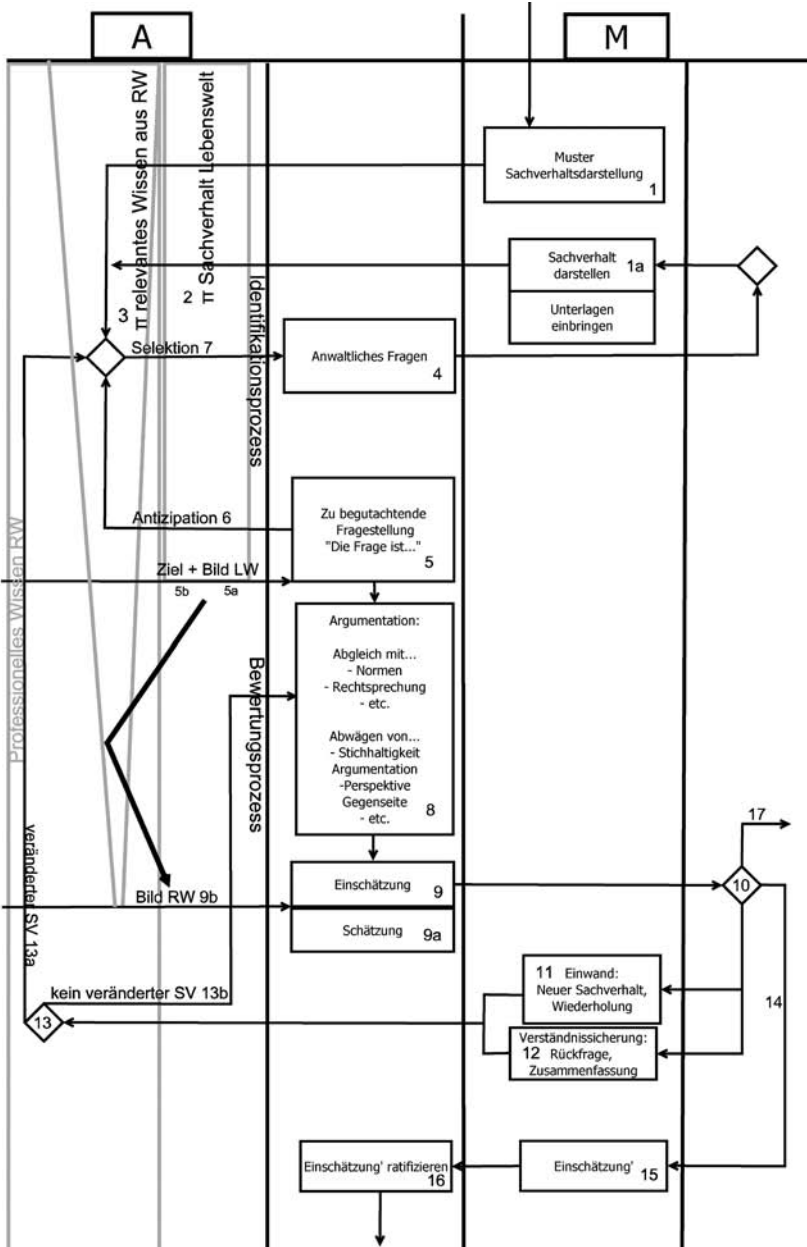 A
M
π relevantes Wissen aus RW
π Sachverhalt Lebenswelt
2
3
Identifikationsprozess
Muster
Sachverhaltsdarstellung
1
Sachverhalt
darstellen
1a
Unterlagen
einbringen
Selektion 7
Anwaltliches Fragen
4
Antizipation 6
Zu begutachtende
Fragestellung
"Die Frage ist..."
5
Ziel + Bild LW
5b
5a
Professionelles Wissen RW
Bewertungsprozess
Argumentation:
Abgleich mit...
- Normen
- Rechtsprechung
- etc.
Abwägen von...
- Stichhaltigkeit
Argumentation
-Perspektive
Gegenseite
- etc.
8
17
Einschätzung
9
10
Bild RW 9b
Schätzung
9a
veränderter SV 13a
kein veränderter SV 13b
13
11 Einwand:
Neuer Sachverhalt,
Wiederholung
14
Verständnissicherung:
12 Rückfrage,
Zusammenfassung
Einschätzung' ratifizieren
16
Einschätzung'
15